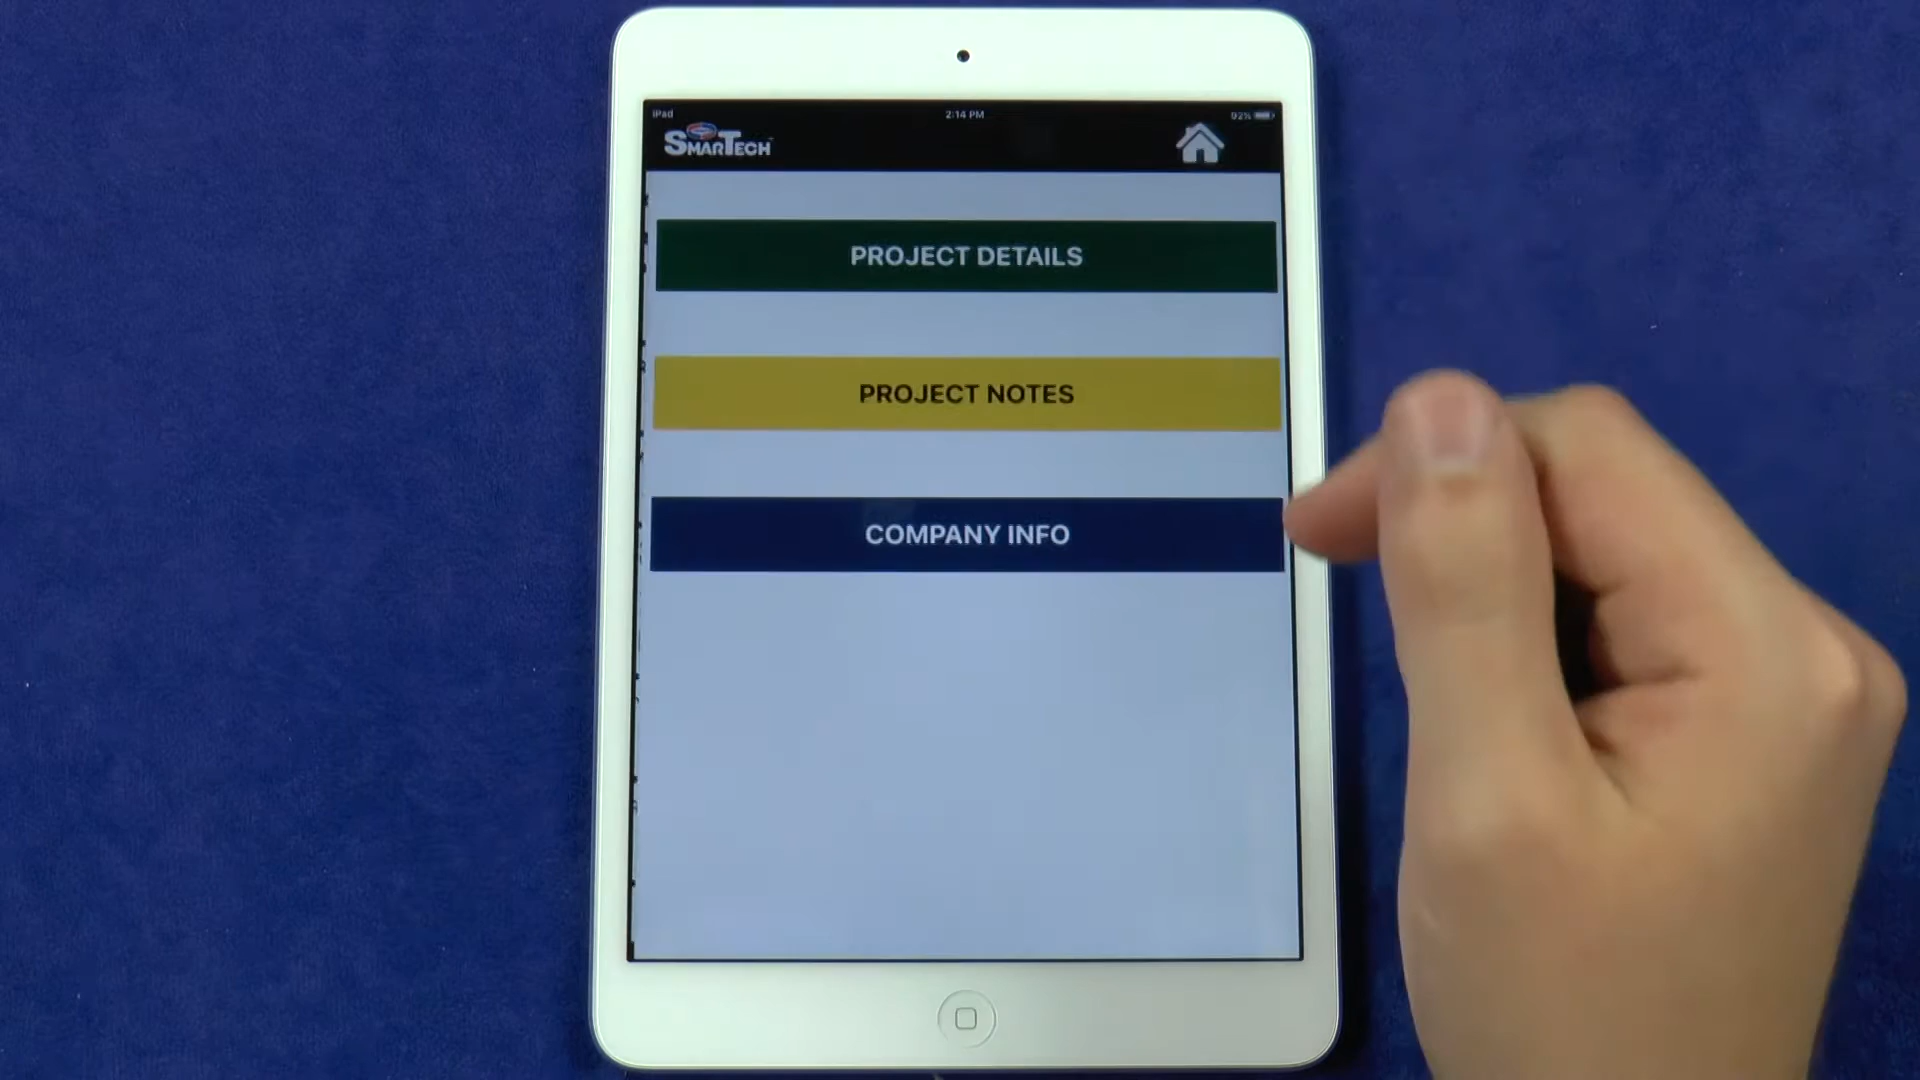 iPad 2:14 PM 92%
SMARTECH
PROJECT DETAILS
PROJECT NOTES
COMPANY INFO